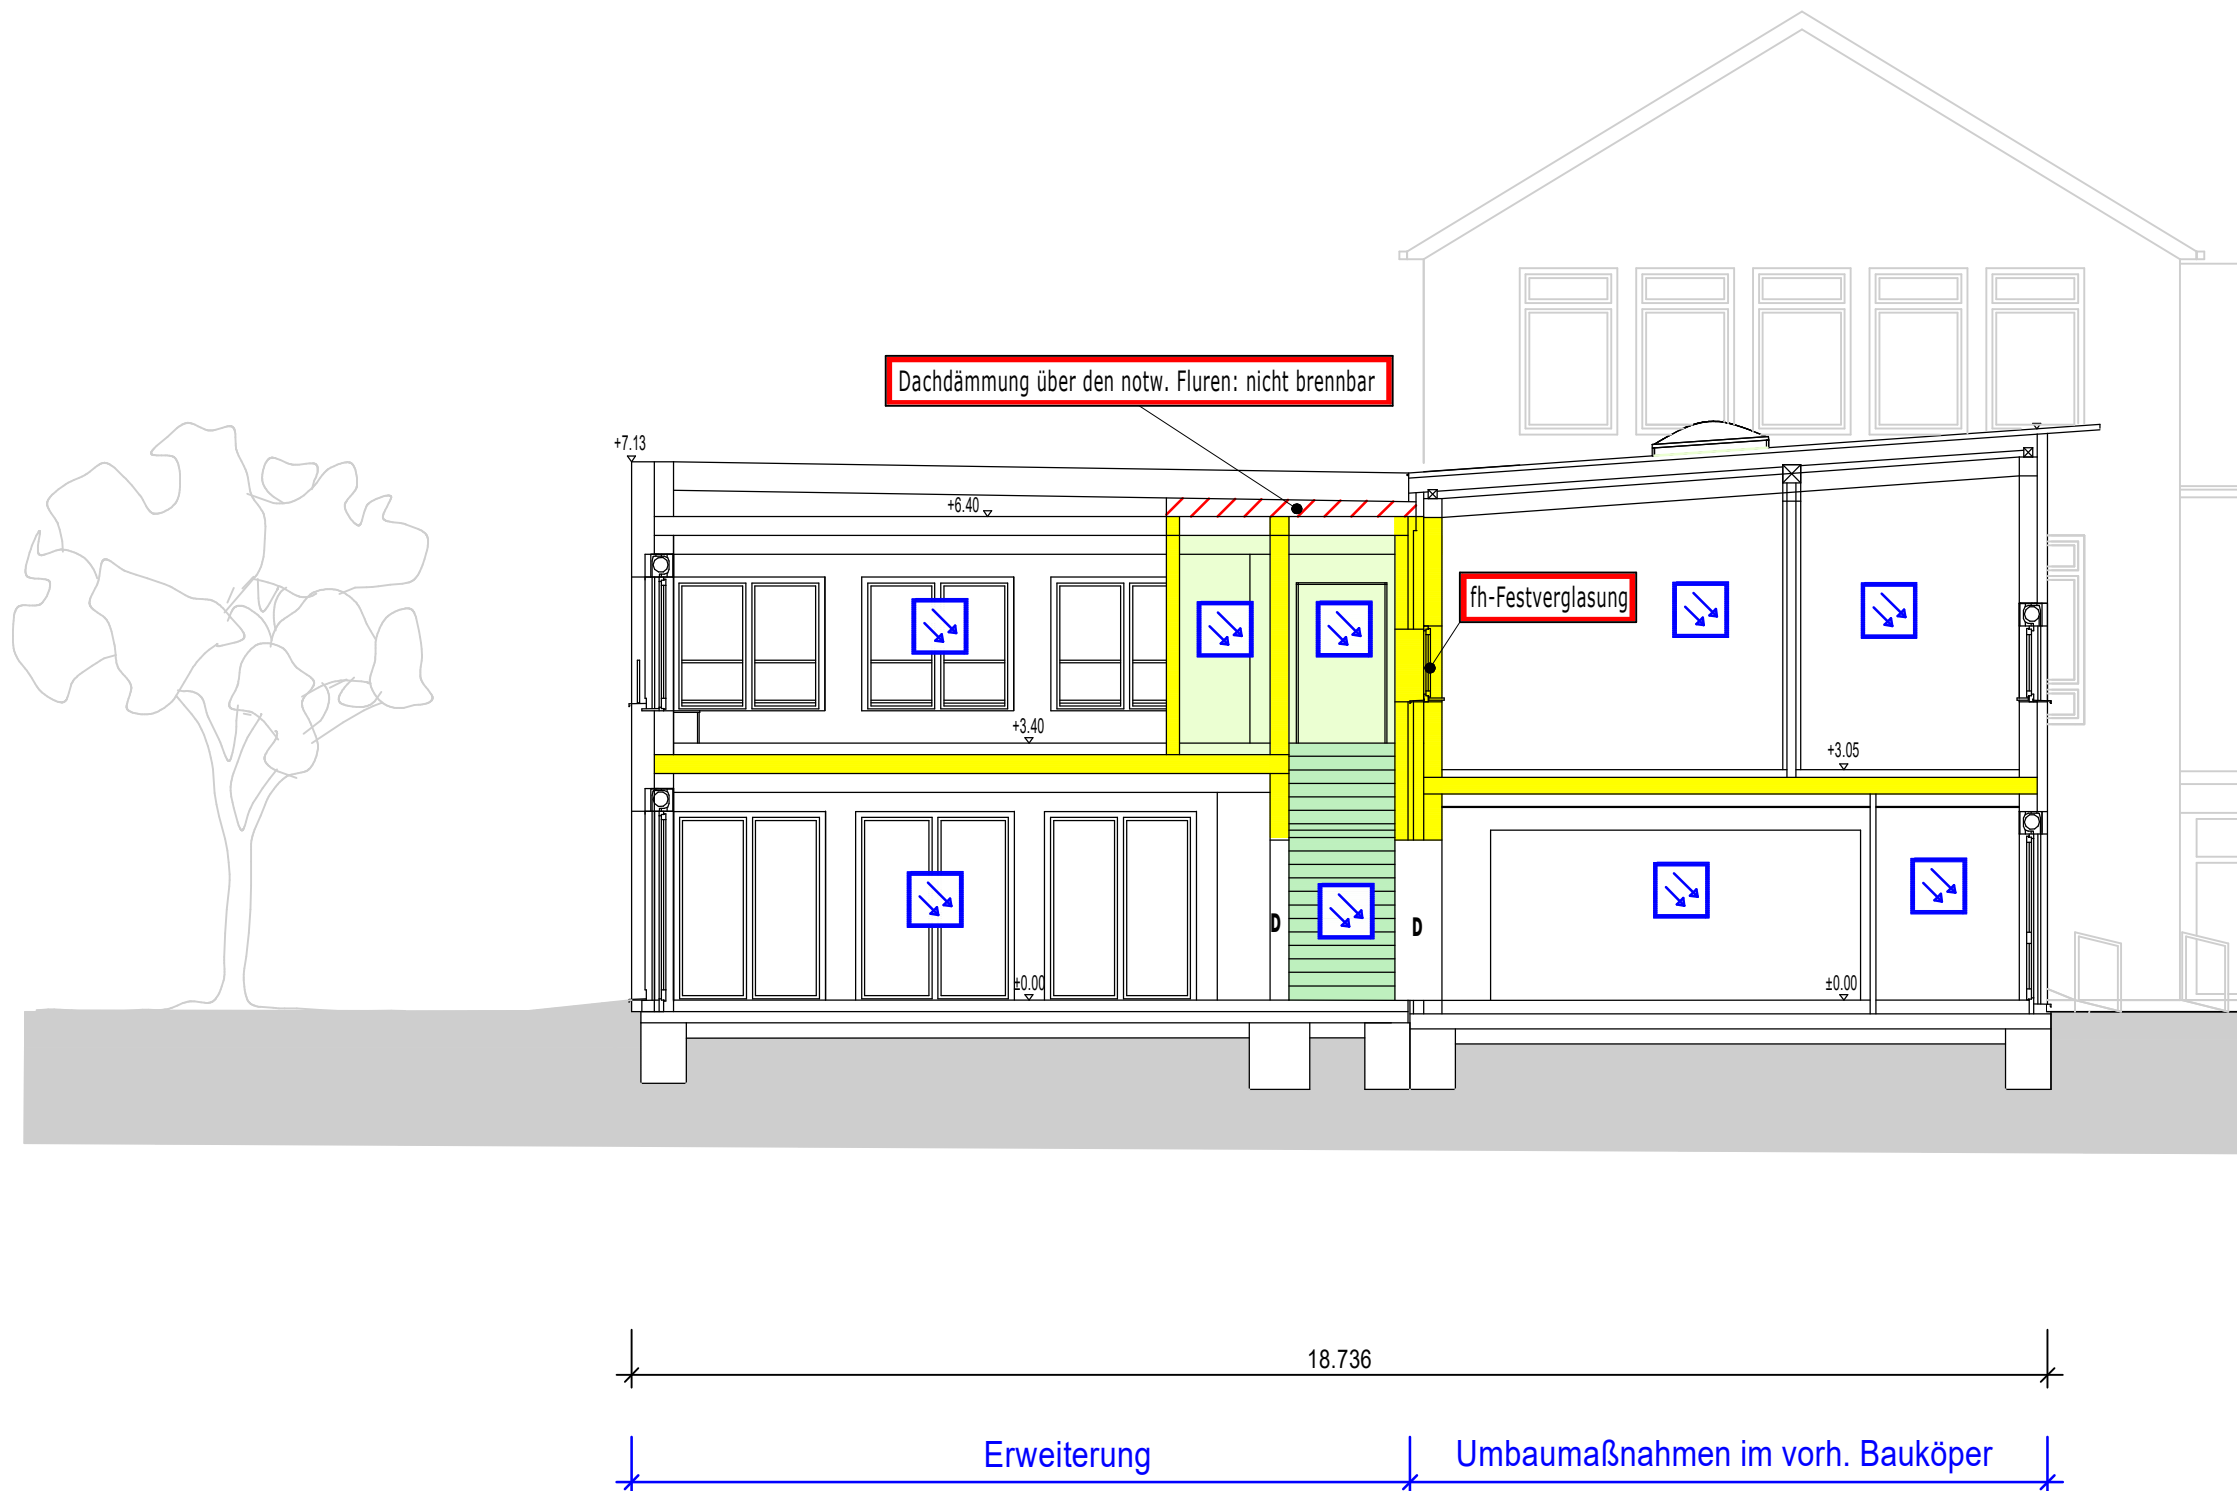 Dachdämmung über den notw. Fluren: nicht brennbar
+7.13
+6.40
fh-Festverglasung
+3.40
+3.05
D
D
±0.00
±0.00
18.736
Erweiterung
Umbaumaßnahmen im vorh. Bauköper